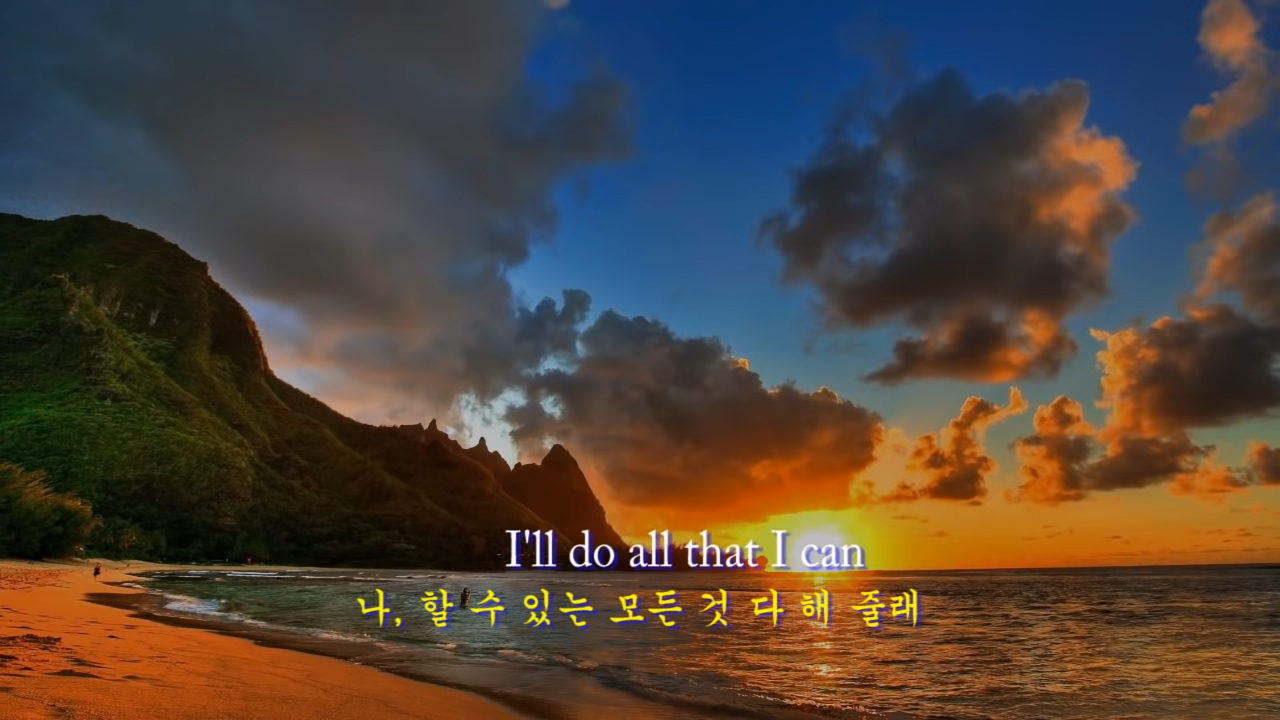 I'll do all that I can
나, 할 수 있는 모든 것 다 해 줄래